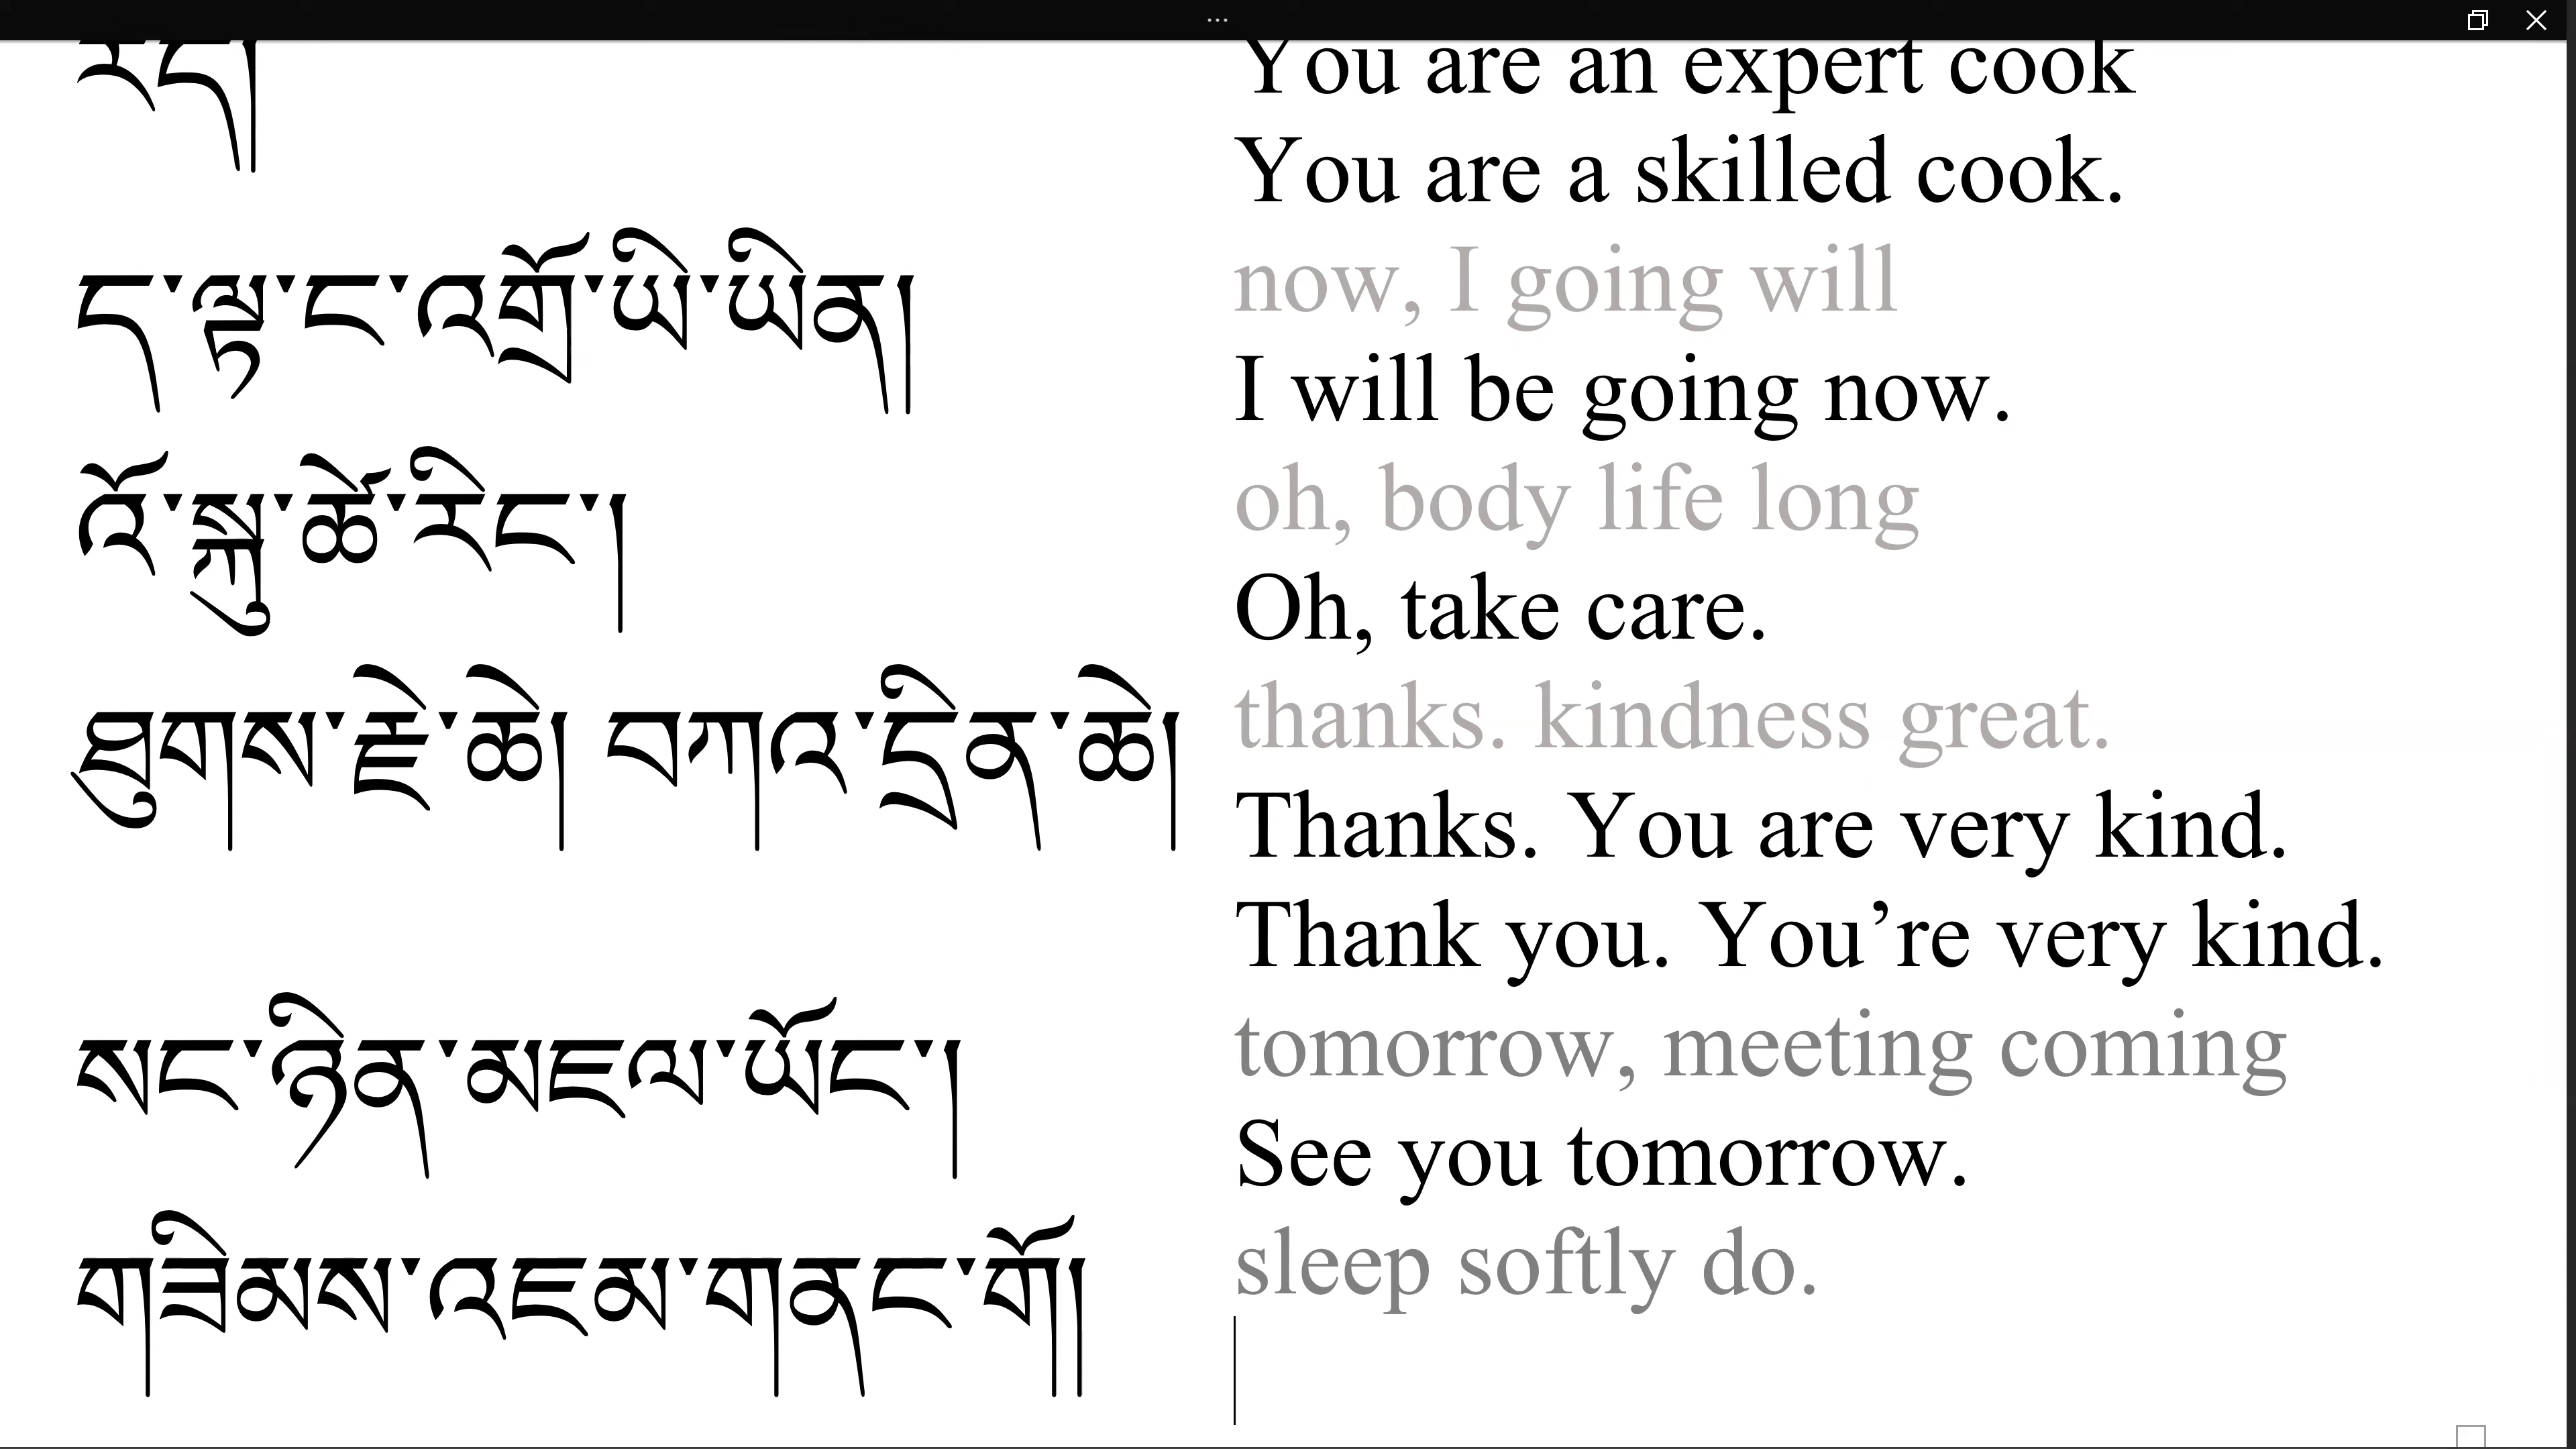 རེད།
You are an expert cook
You are a skilled cook.
ད་ལྟ་ང་འགྲོ་ཡི་ཡིན།
now, I going will
I will be going now.
འོ་སྐུ་ཚེ་རིང་།
oh, body life long
Oh, take care.
ཐུགས་རྗེ་ཆེ། བཀའ་དྲིན་ཆེ།
thanks. kindness great.
Thanks. You are very kind.
Thank you. You’re very kind.
སང་ཉིན་མཇལ་ཡོང་།
tomorrow, meeting coming
See you tomorrow.
གཟིམས་འཇམ་གནང་གོ།
sleep softly do.